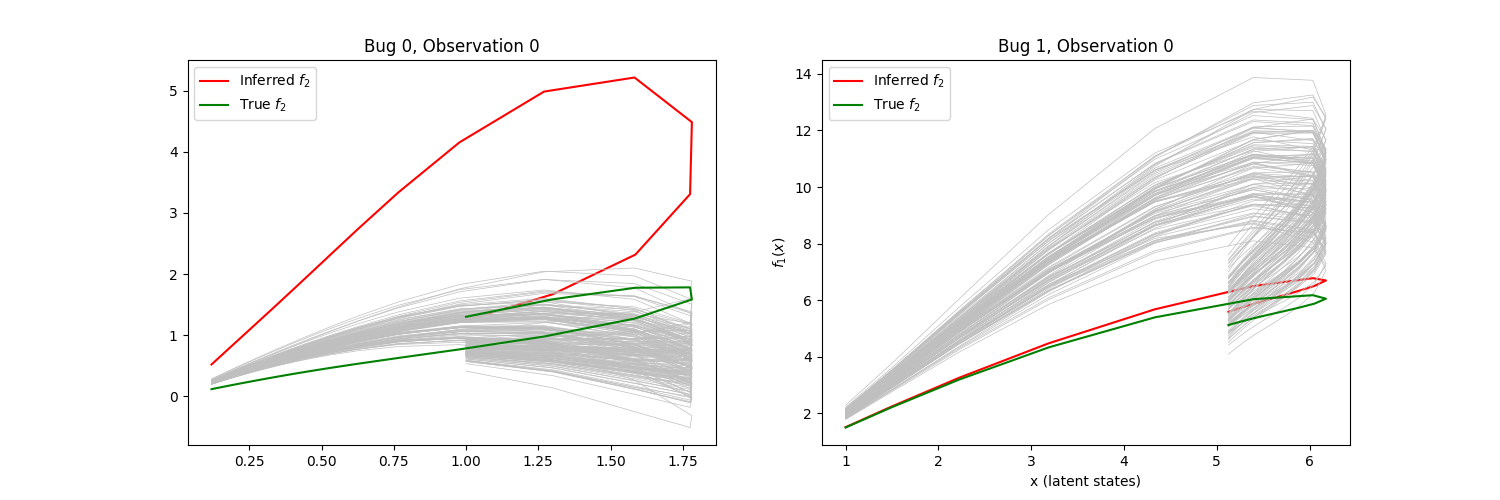 Bug 0, Observation 0
Inferred f₂
True f₂
5
4
3
2
1
0
0.25 0.50 0.75 1.00 1.25 1.50 1.75
Bug 1, Observation 0
Inferred f₂
True f₂
14
12
10
8
6
4
2
f₁(x)
1 2 3 4 5 6
x (latent states)